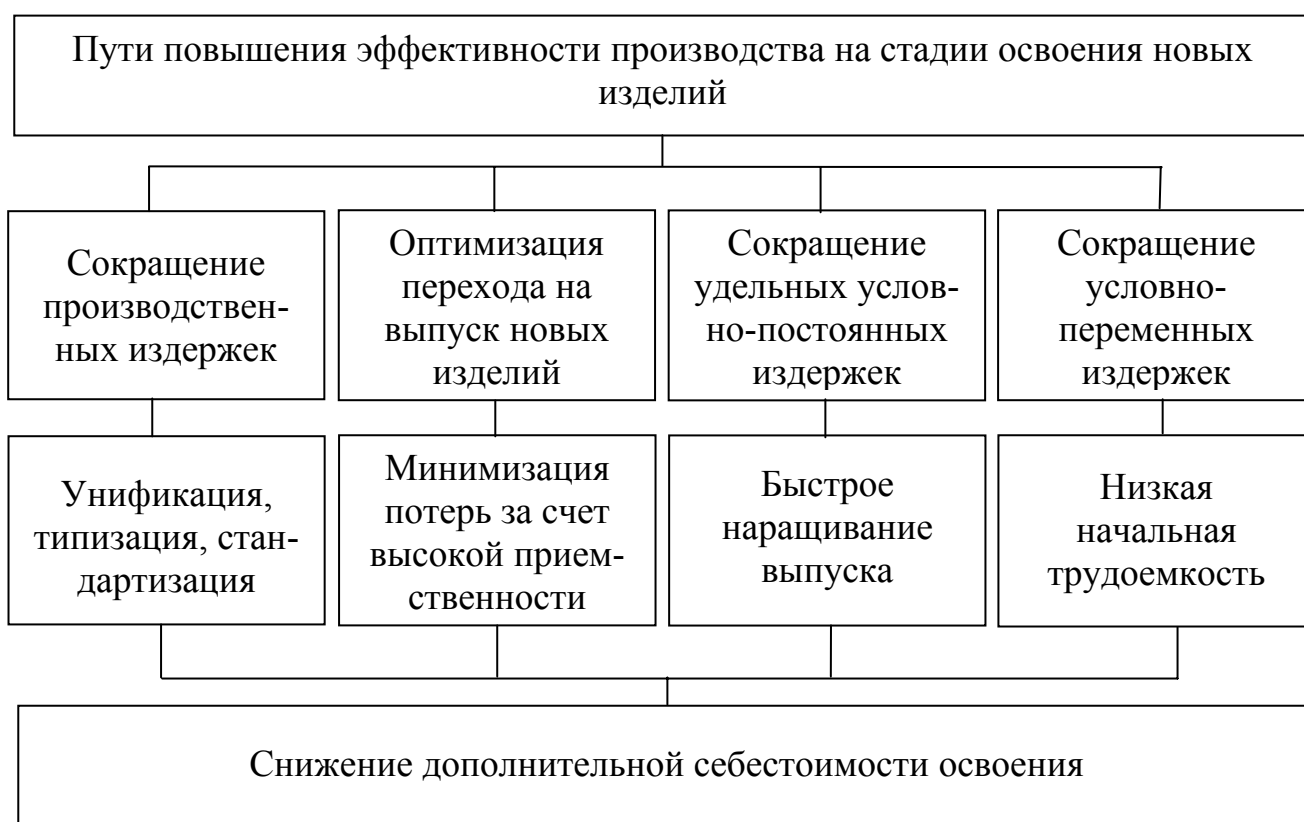 Пути повышения эффективности производства на стадии освоения новых
изделий
Сокращение
производствен-
ных издержек
Оптимизация
перехода на
выпуск новых
изделий
Сокращение
удельных услов-
но-постоянных
издержек
Сокращение
условно-
переменных
издержек
Унификация,
типизация, стан-
дартизация
Минимизация
потерь за счет
высокой прием-
ственности
Быстрое
наращивание
выпуска
Низкая
начальная
трудоемкость
Снижение дополнительной себестоимости освоения